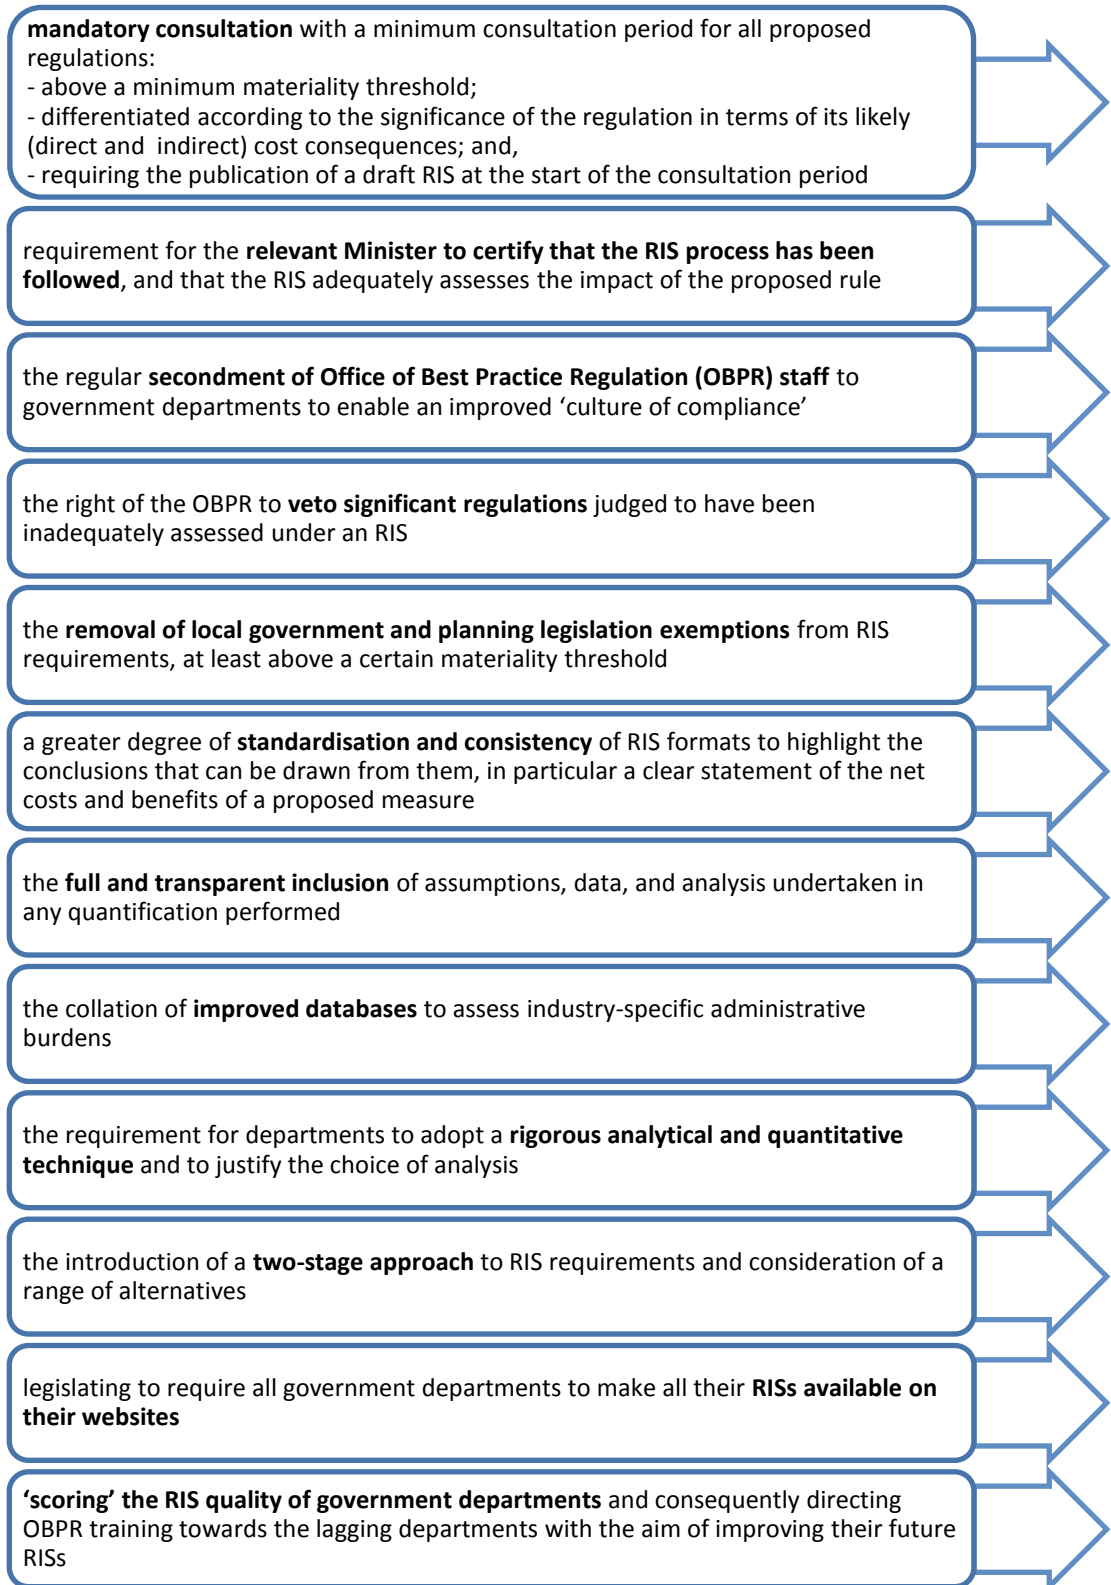 mandatory consultation with a minimum consultation period for all proposed
regulations:
- above a minimum materiality threshold;
- differentiated according to the significance of the regulation in terms of its likely
(direct and indirect) cost consequences; and,
- requiring the publication of a draft RIS at the start of the consultation period
requirement for the relevant Minister to certify that the RIS process has been
followed, and that the RIS adequately assesses the impact of the proposed rule
the regular secondment of Office of Best Practice Regulation (OBPR) staff to
government departments to enable an improved ‘culture of compliance’
the right of the OBPR to veto significant regulations judged to have been
inadequately assessed under an RIS
the removal of local government and planning legislation exemptions from RIS
requirements, at least above a certain materiality threshold
a greater degree of standardisation and consistency of RIS formats to highlight the
conclusions that can be drawn from them, in particular a clear statement of the net
costs and benefits of a proposed measure
the full and transparent inclusion of assumptions, data, and analysis undertaken in
any quantification performed
the collation of improved databases to assess industry-specific administrative
burdens
the requirement for departments to adopt a rigorous analytical and quantitative
technique and to justify the choice of analysis
the introduction of a two-stage approach to RIS requirements and consideration of a
range of alternatives
legislating to require all government departments to make all their RISs available on
their websites
‘scoring’ the RIS quality of government departments and consequently directing
OBPR training towards the lagging departments with the aim of improving their future
RISs